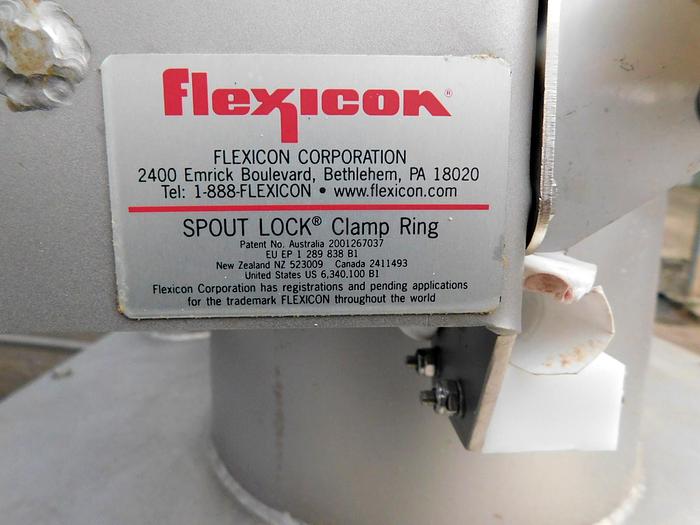 flexicon®
FLEXICON CORPORATION
2400 Emrick Boulevard, Bethlehem, PA 18020
Tel: 1-888-FLEXICON • www.flexicon.com
SPOUT LOCK® Clamp Ring
Patent No. Australia 2001267037
EU EP 1 289 838 B1
New Zealand NZ 523009 Canada 2411493
United States US 6,340,100 B1
Flexicon Corporation has registrations and pending applications
for the trademark FLEXICON throughout the world